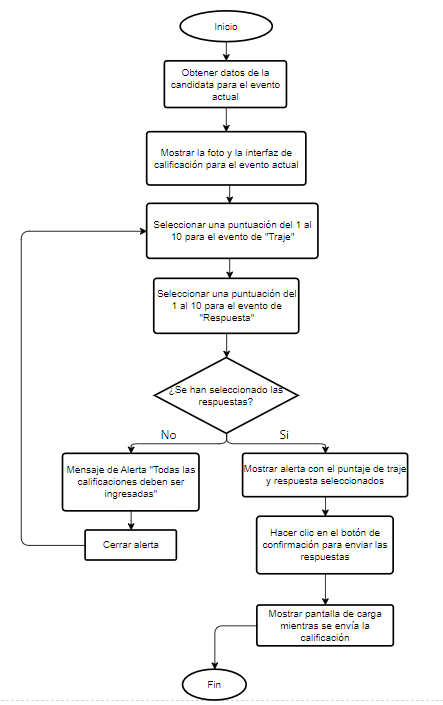 Inicio
Obtener datos de la
candidata para el evento
actual
Mostrar la foto y la interfaz de
calificación para el evento actual
Seleccionar una puntuación del 1 al
10 para el evento de "Traje"
Seleccionar una puntuación del
1 al 10 para el evento de
"Respuesta"
¿Se han seleccionado las
respuestas?
No
Si
Mensaje de Alerta "Todas las
calificaciones deben ser
ingresadas"
Cerrar alerta
Mostrar alerta con el puntaje de traje
y respuesta seleccionados
Hacer clic en el botón de
confirmación para enviar las
respuestas
Mostrar pantalla de carga
mientras se envía la
calificación
Fin